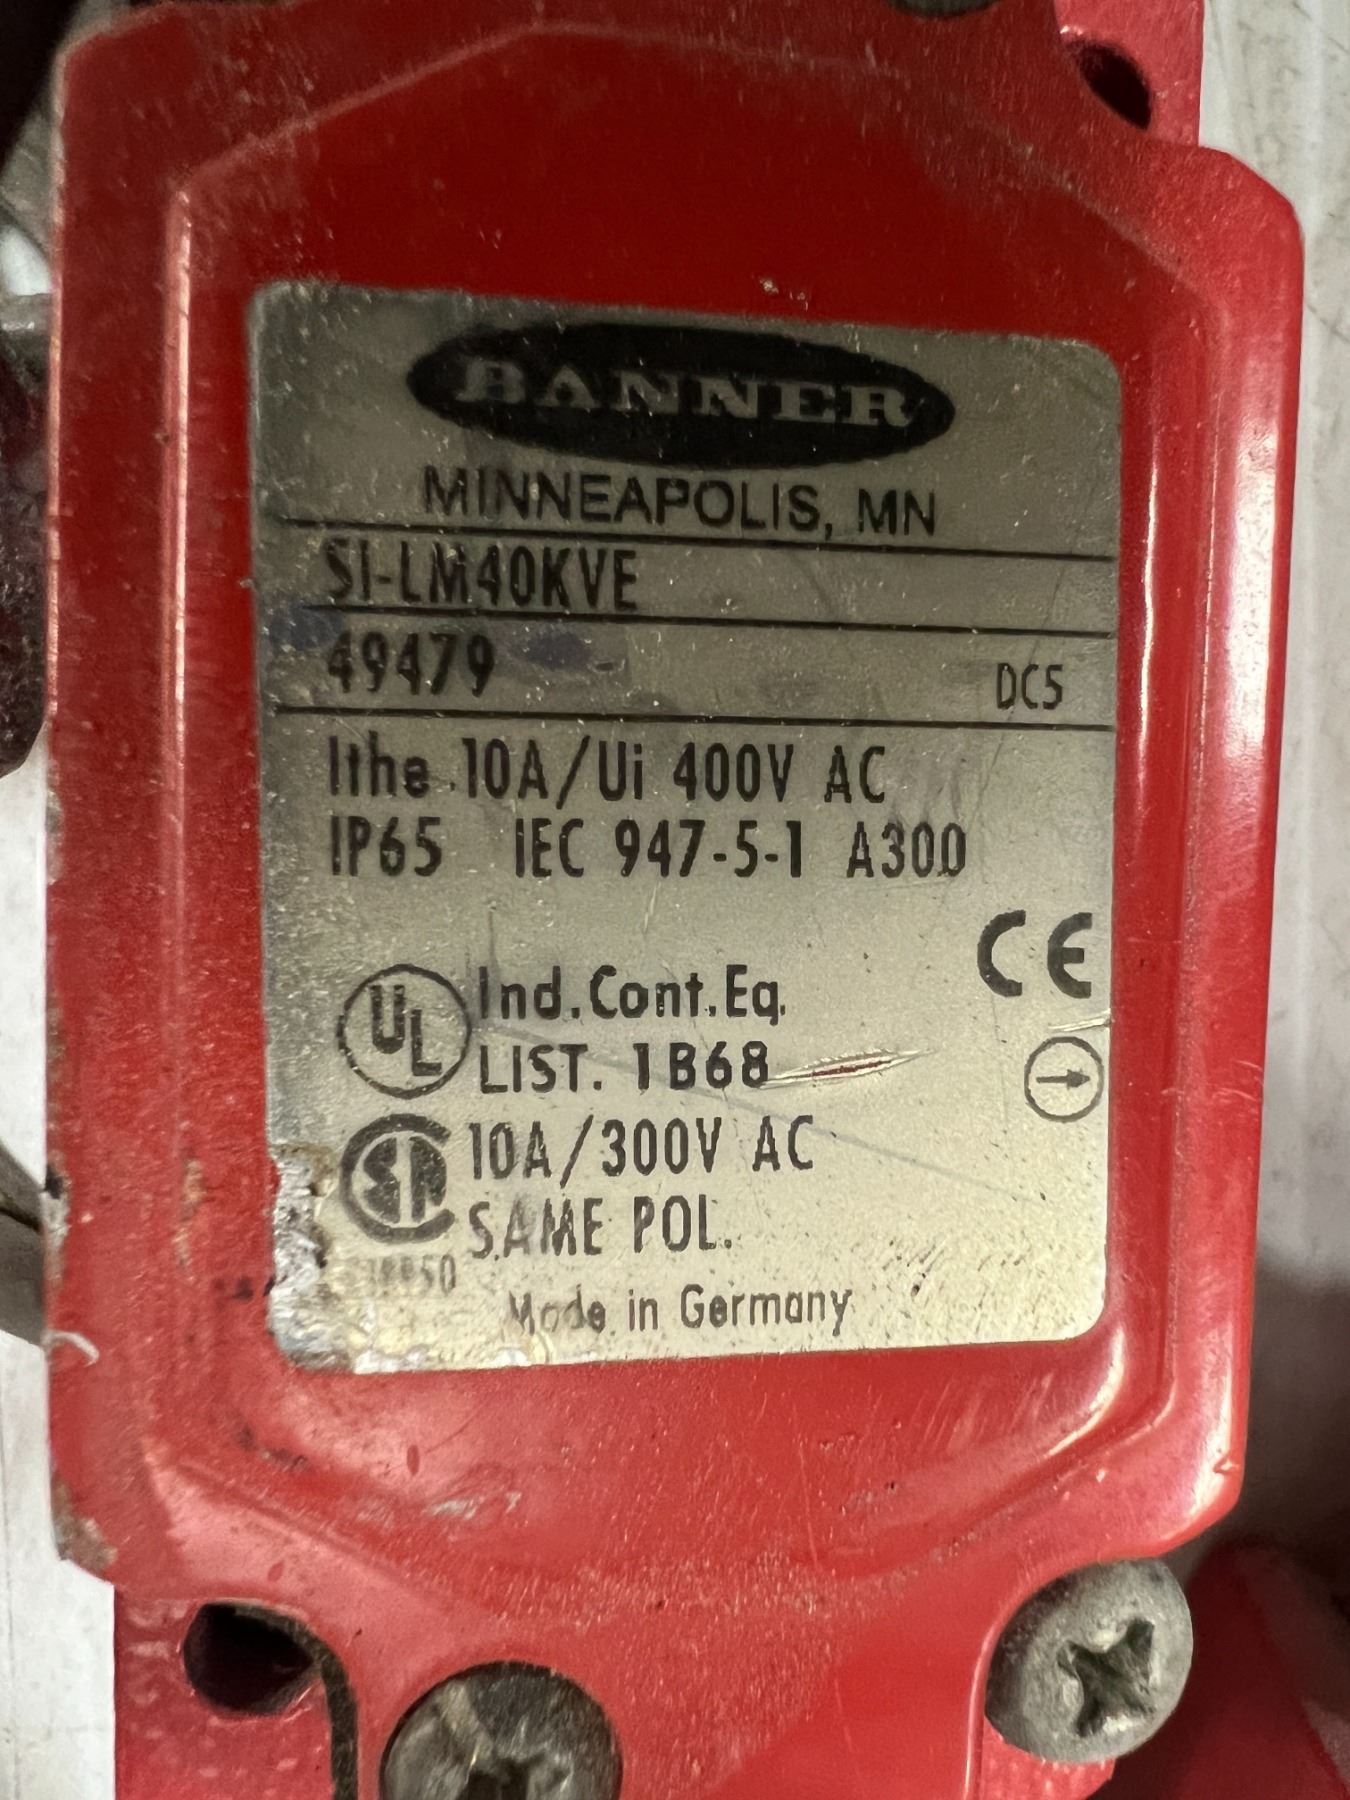 BANNER
MINNEAPOLIS, MN
SI-LM40KVE
49479 DC5
Ithe 10A/Ui 400V AC
IP65 IEC 947-5-1 A300
CE
UL Ind.Cont.Eq.
LIST. 1B68
10A/300V AC
SAME POL.
Made in Germany